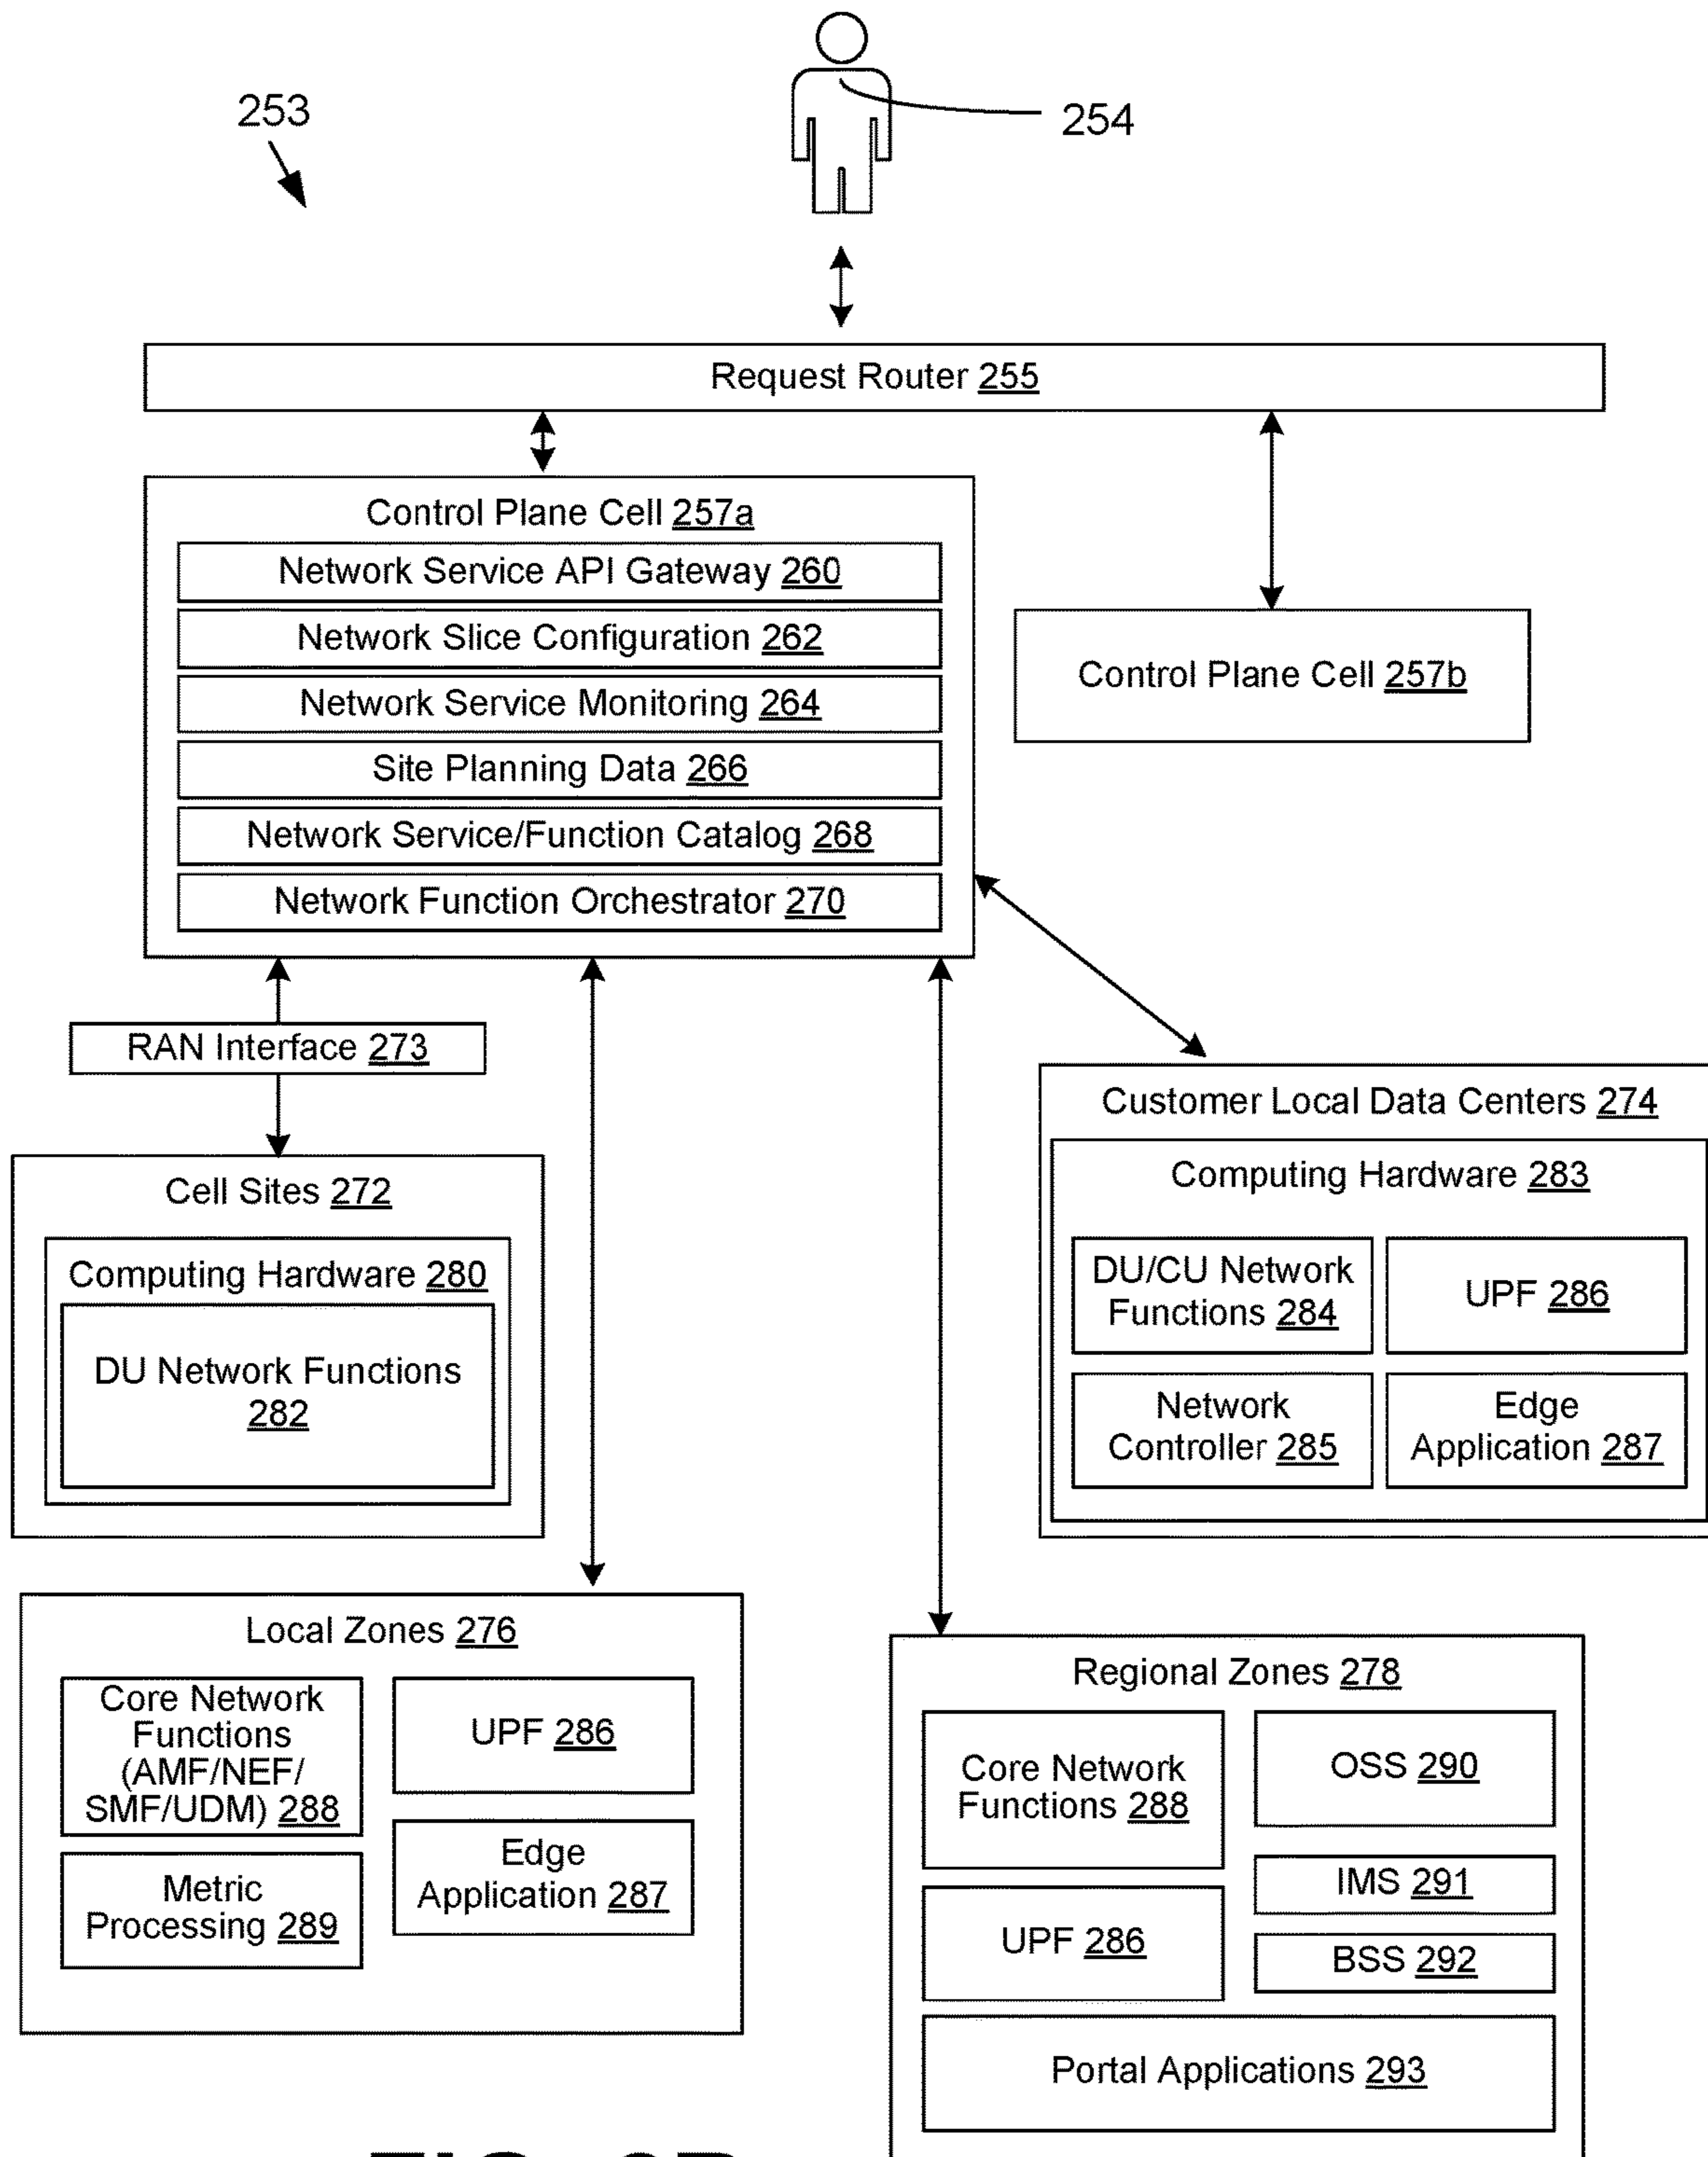 253
254
Request Router 255
Control Plane Cell 257a
Network Service API Gateway 260
Network Slice Configuration 262
Network Service Monitoring 264
Site Planning Data 266
Network Service/Function Catalog 268
Network Function Orchestrator 270
Control Plane Cell 257b
RAN Interface 273
Cell Sites 272
Computing Hardware 280
DU Network Functions
282
Customer Local Data Centers 274
Computing Hardware 283
DU/CU Network
Functions 284
UPF 286
Network
Controller 285
Edge
Application 287
Local Zones 276
Core Network
Functions
(AMF/NEF/
SMF/UDM) 288
UPF 286
Metric
Processing 289
Edge
Application 287
Regional Zones 278
Core Network
Functions 288
OSS 290
IMS 291
UPF 286
BSS 292
Portal Applications 293